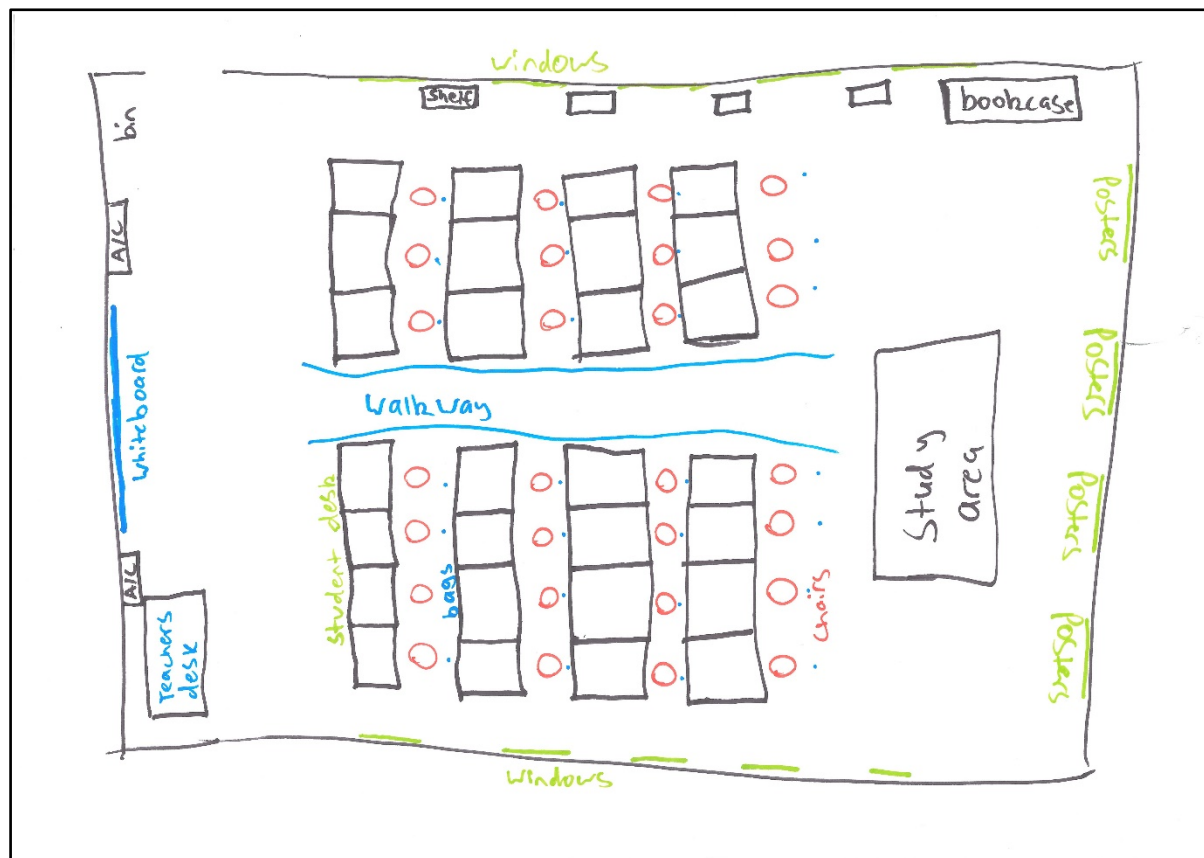 windows
shelf
bookcase
bin
A/C
Posters
Whiteboard
Walkway
Posters
Study
area
student desk
bags
chairs
Posters
A/C
Teachers
desk
Posters
windows